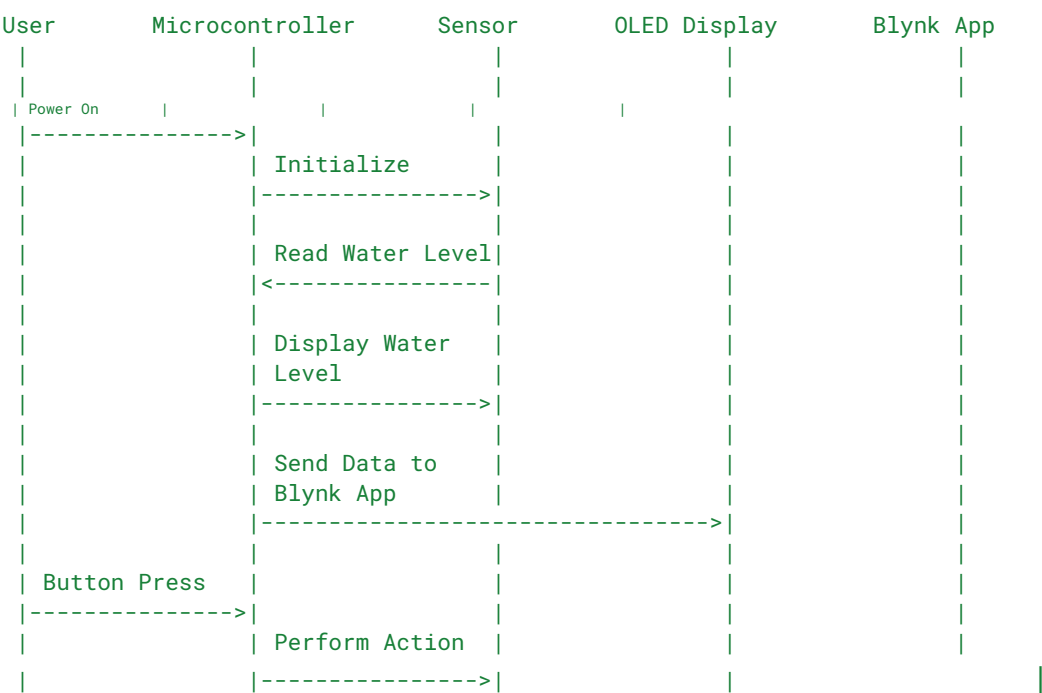 User Microcontroller Sensor OLED Display Blynk App
| | | | |
| | | | |
| Power On | | | |
|--------------->| | | |
| | Initialize | | |
| |---------------->| | |
| | | | |
| | Read Water Level| | |
| |<----------------| | |
| | | | |
| | Display Water | | |
| | Level | | |
| |---------------->| | |
| | | | |
| | Send Data to | | |
| | Blynk App | | |
| |--------------------------------->| |
| | | | |
| Button Press | | | |
|--------------->| | | |
| | Perform Action | | |
| |---------------->| | |